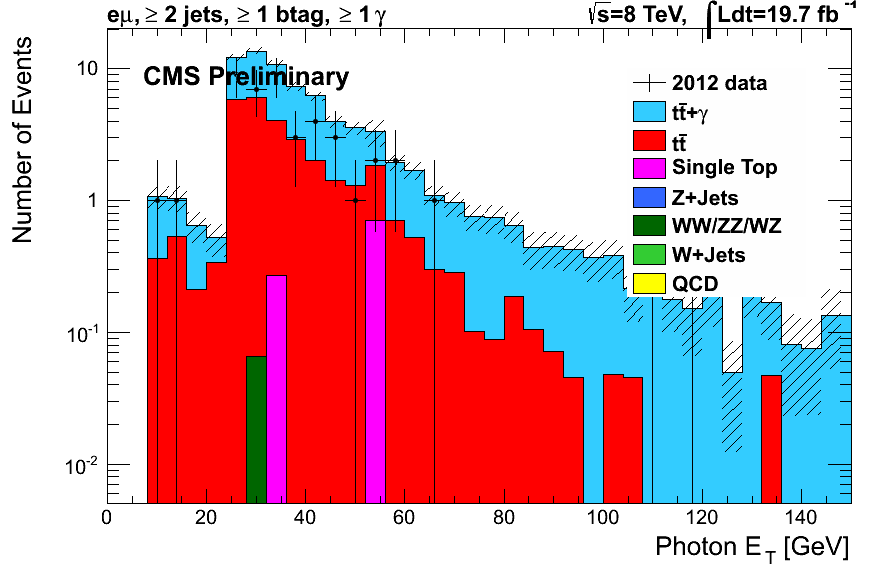 eμ, ≥ 2 jets, ≥ 1 btag, ≥ 1 γ
√s=8 TeV, ∫Ldt=19.7 fb⁻¹
CMS Preliminary
2012 data
tt̄+γ
tt̄
Single Top
Z+Jets
WW/ZZ/WZ
W+Jets
QCD
Number of Events
10
1
10⁻¹
10⁻²
0 20 40 60 80 100 120 140
Photon E_T [GeV]